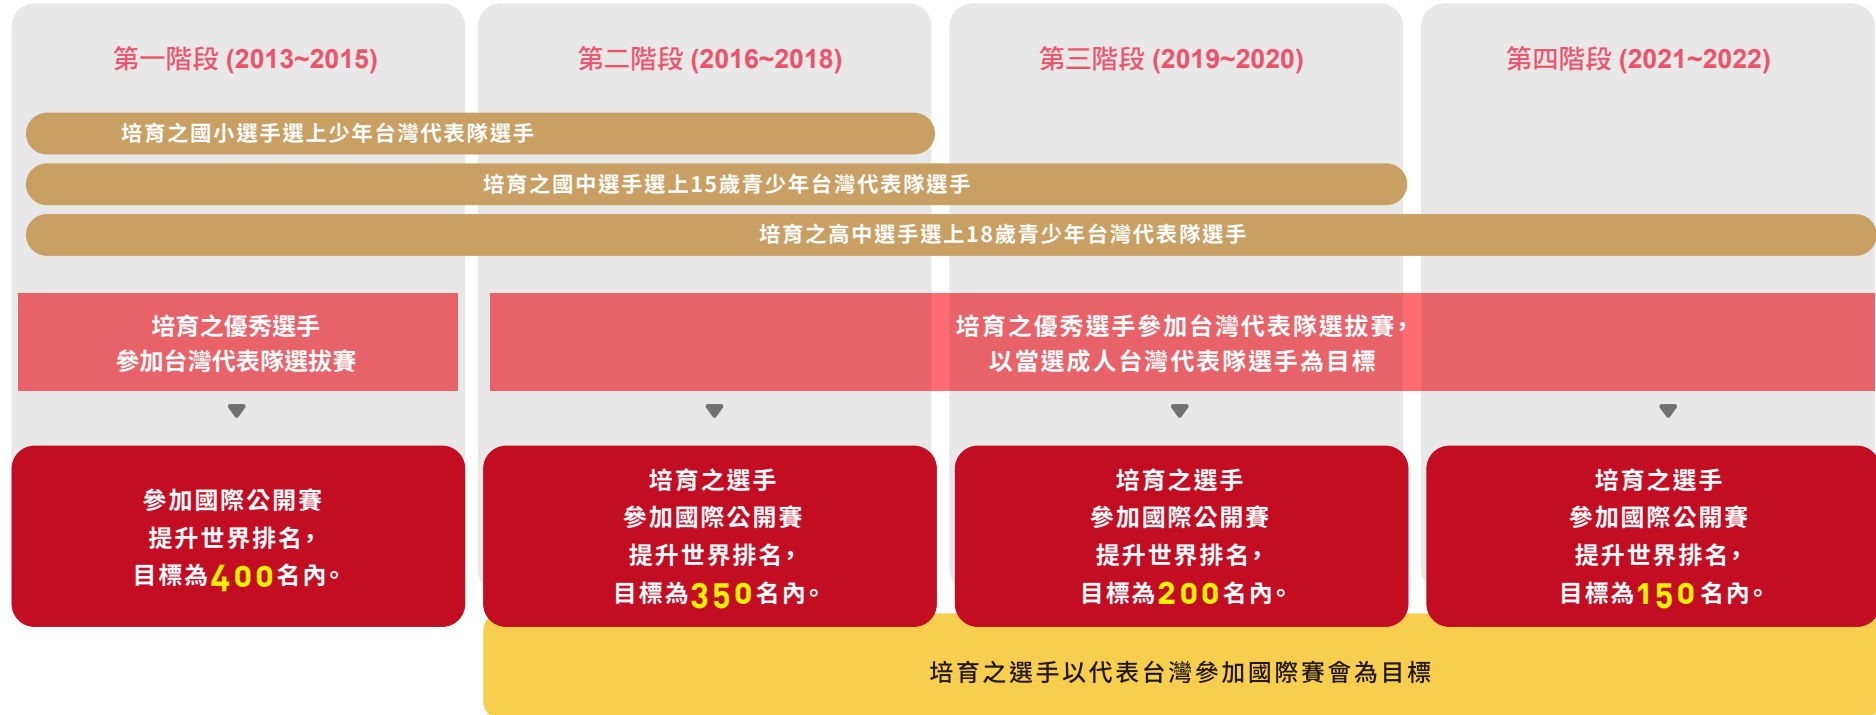 第一階段 (2013~2015)
第二階段 (2016~2018)
第三階段 (2019~2020)
第四階段 (2021~2022)
培育之國小選手選上少年台灣代表隊選手
培育之國中選手選上15歲青少年台灣代表隊選手
培育之高中選手選上18歲青少年台灣代表隊選手
培育之優秀選手
參加台灣代表隊選拔賽
培育之優秀選手參加台灣代表隊選拔賽，
以當選成人台灣代表隊選手為目標
參加國際公開賽
提升世界排名，
目標為400名內。
培育之選手
參加國際公開賽
提升世界排名，
目標為350名內。
培育之選手
參加國際公開賽
提升世界排名，
目標為200名內。
培育之選手
參加國際公開賽
提升世界排名，
目標為150名內。
培育之選手以代表台灣參加國際賽會為目標